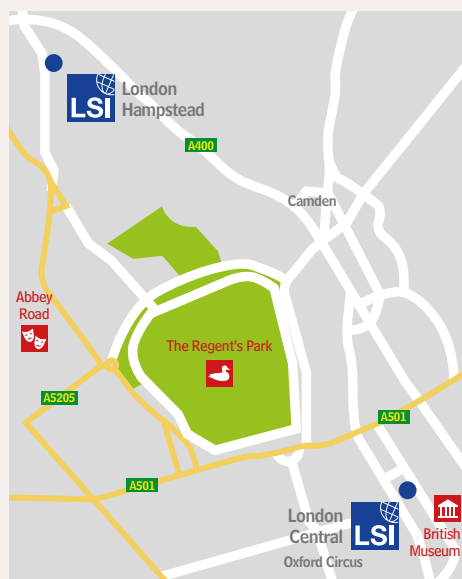 LSI
London
Hampstead
A400
Camden
Abbey
Road
The Regent's Park
A5205
A501
A501
London
Central
LSI
Oxford Circus
British
Museum